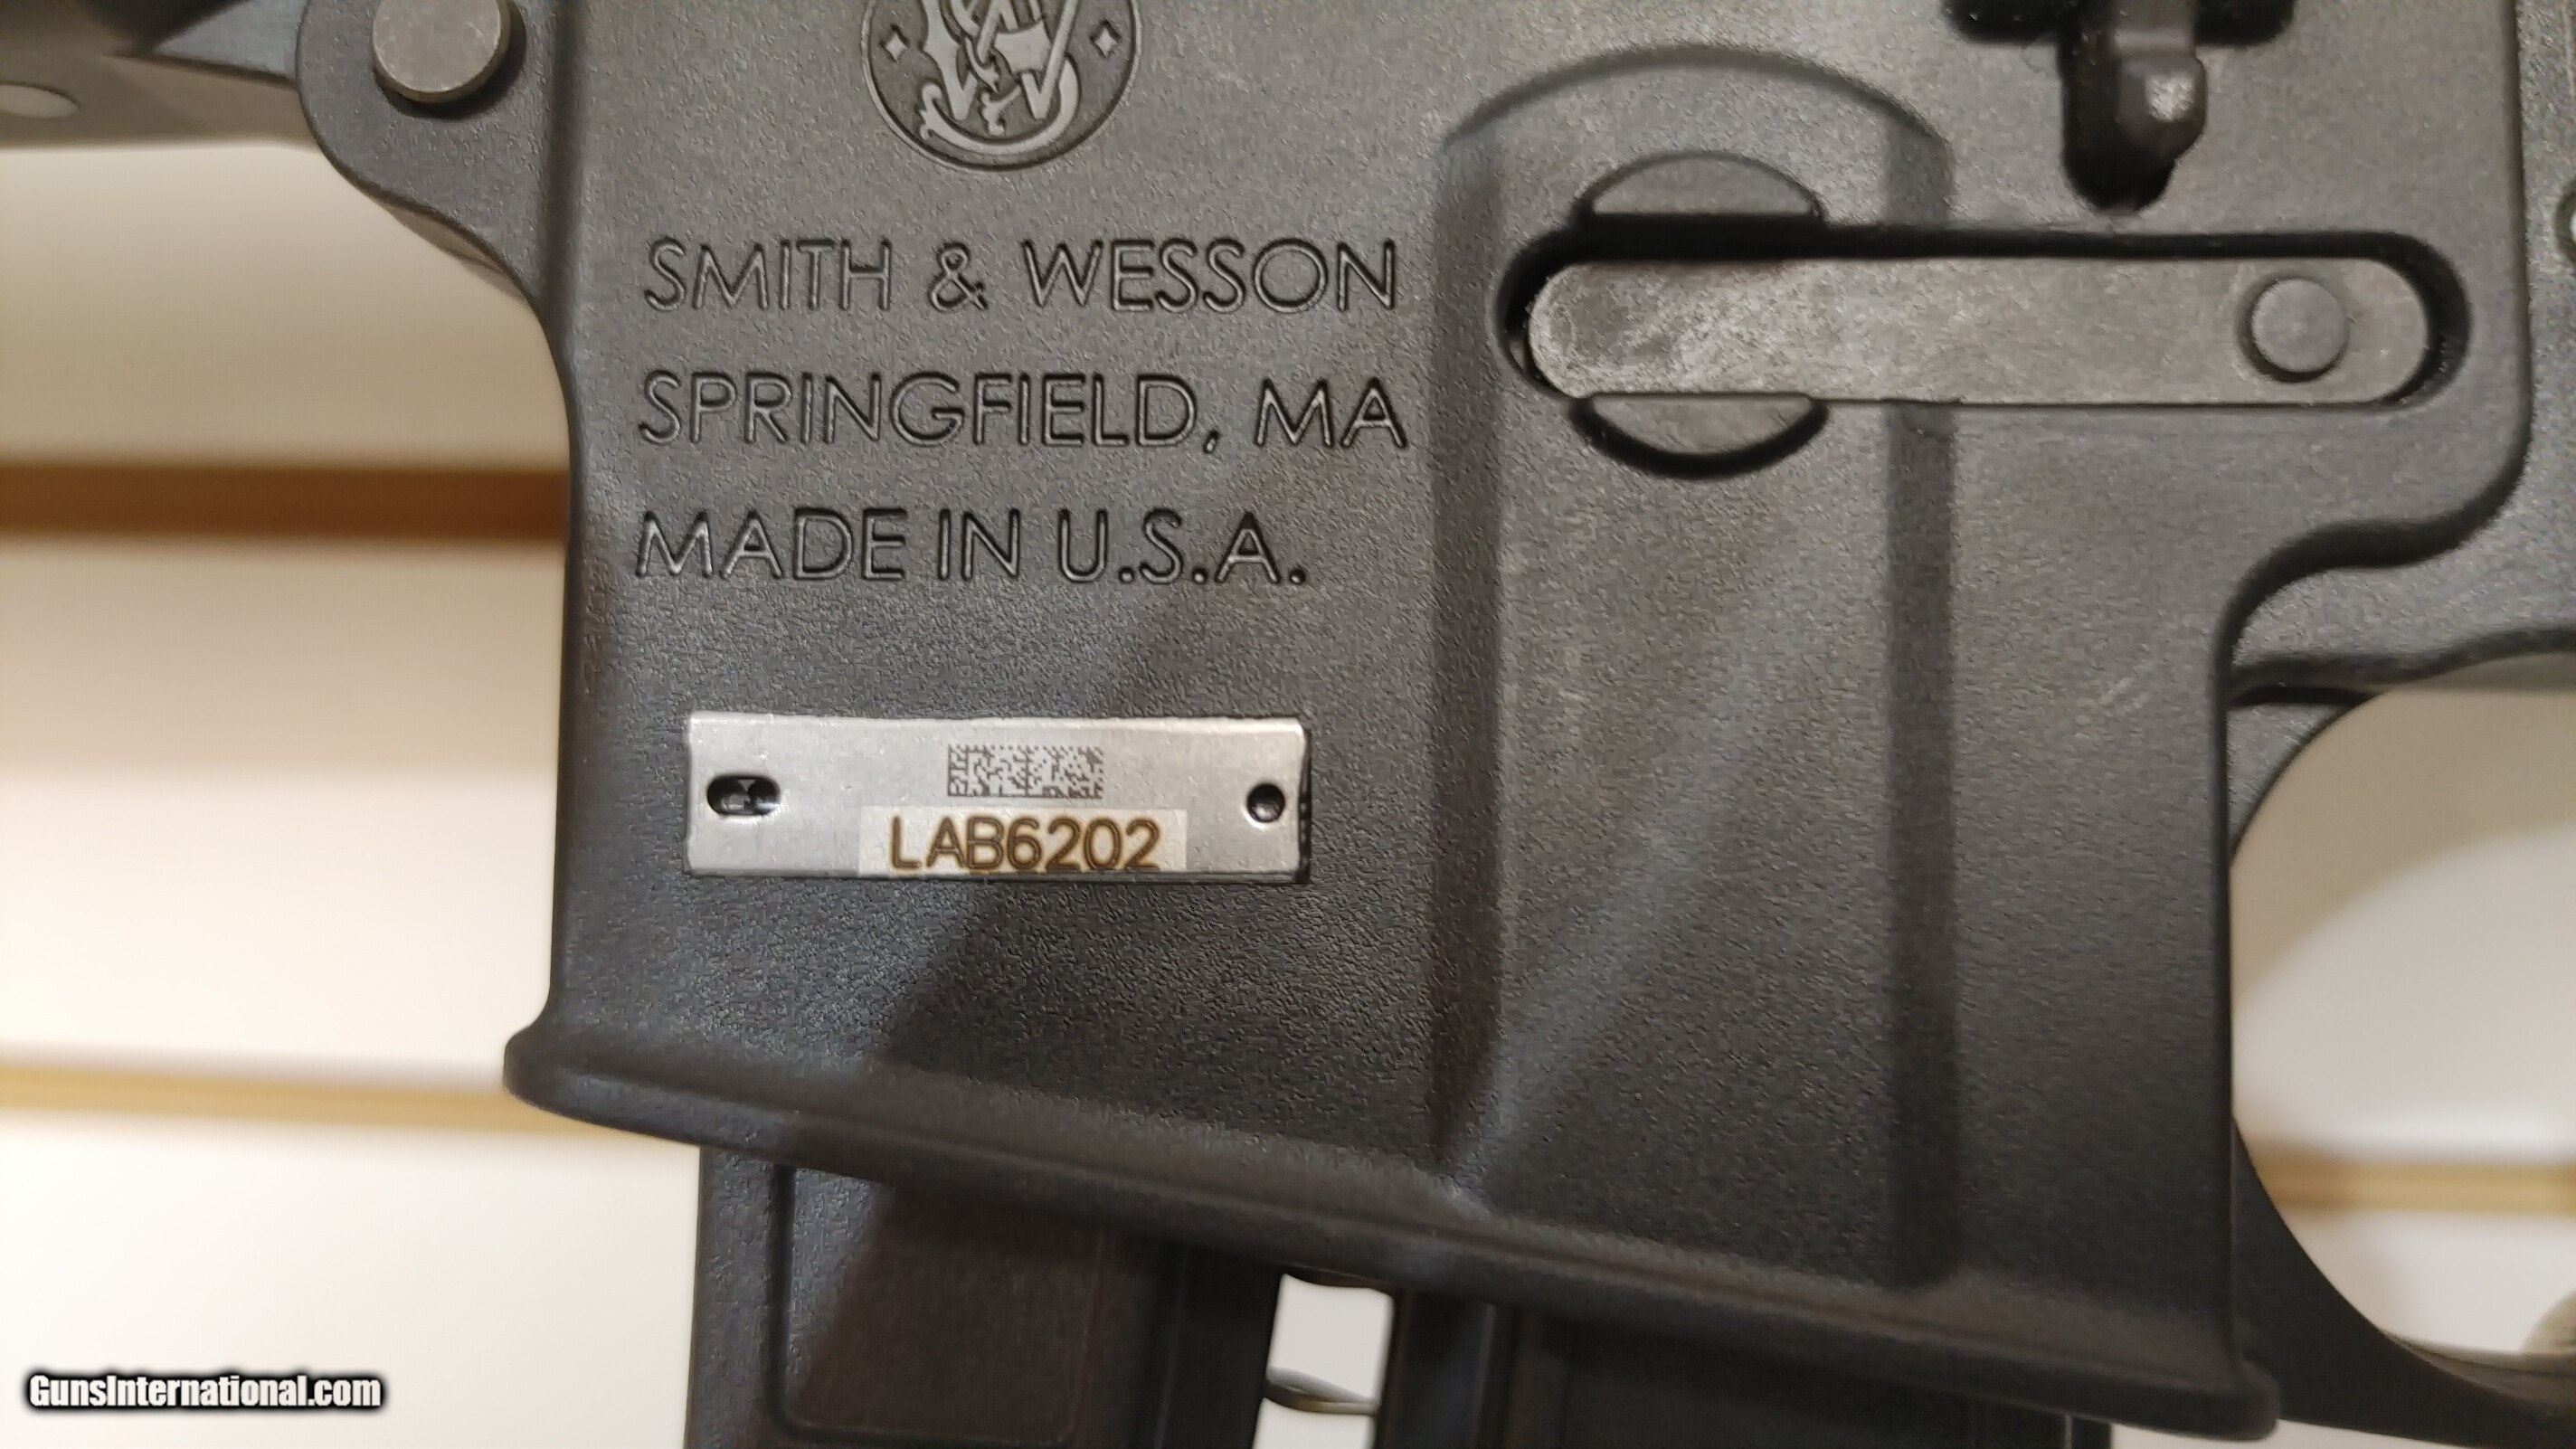 SMITH & WESSON
SPRINGFIELD, MA
MADE IN U.S.A.
LAB6202
GunsInternational.com